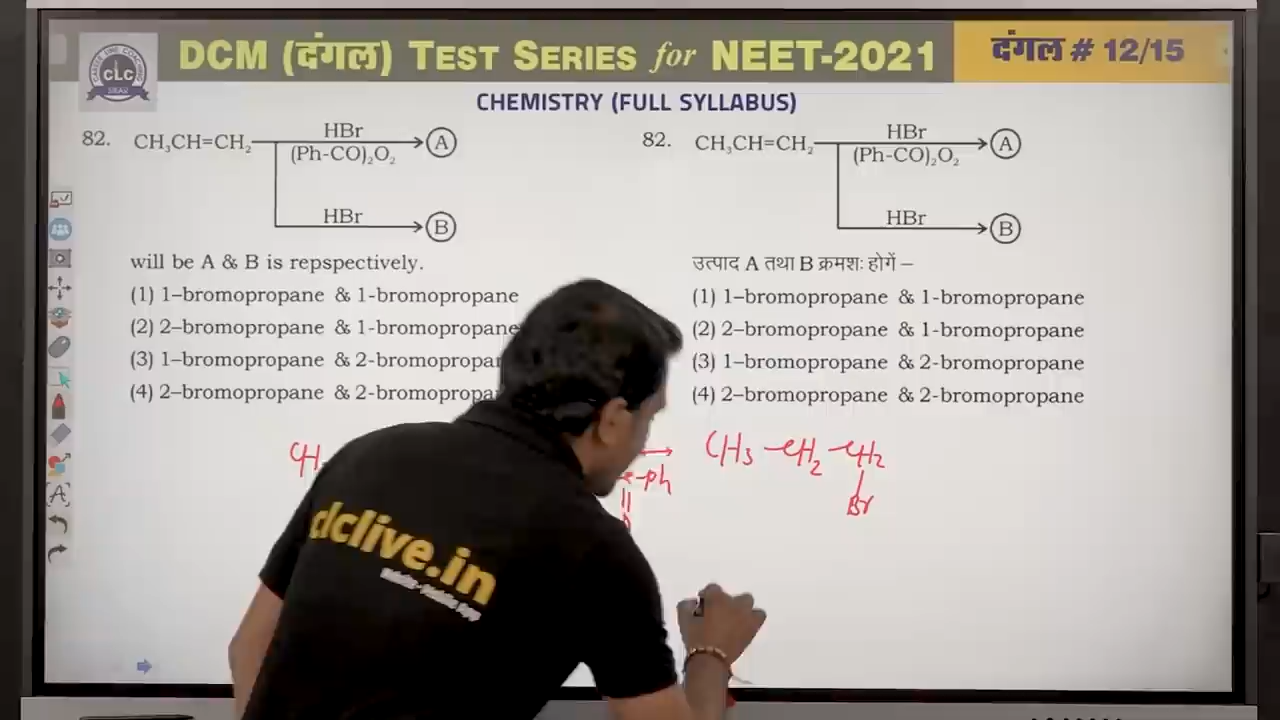 DCM (दंगल) TEST SERIES for NEET-2021
दंगल # 12/15
CLC
CHEMISTRY (FULL SYLLABUS)
82. CH₃CH=CH₂
HBr
(Ph-CO)₂O₂
A
HBr
B
will be A & B is repspectively.
(1) 1–bromopropane & 1-bromopropane
(2) 2–bromopropane & 1-bromopropane
(3) 1–bromopropane & 2-bromopropan
(4) 2–bromopropane & 2-bromopropa
82. CH₃CH=CH₂
HBr
(Ph-CO)₂O₂
A
HBr
B
उत्पाद A तथा B क्रमशः होगें –
(1) 1–bromopropane & 1-bromopropane
(2) 2–bromopropane & 1-bromopropane
(3) 1–bromopropane & 2-bromopropane
(4) 2–bromopropane & 2-bromopropane
CH
-ph
CH₃ – CH₂ – CH₂
Br
clclive.in